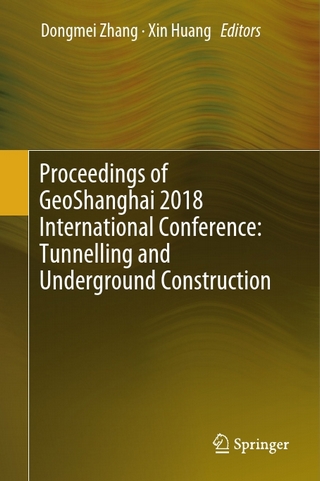 Dongmei Zhang · Xin Huang Editors
Proceedings of
GeoShanghai 2018
International Conference:
Tunnelling and
Underground Construction
Springer